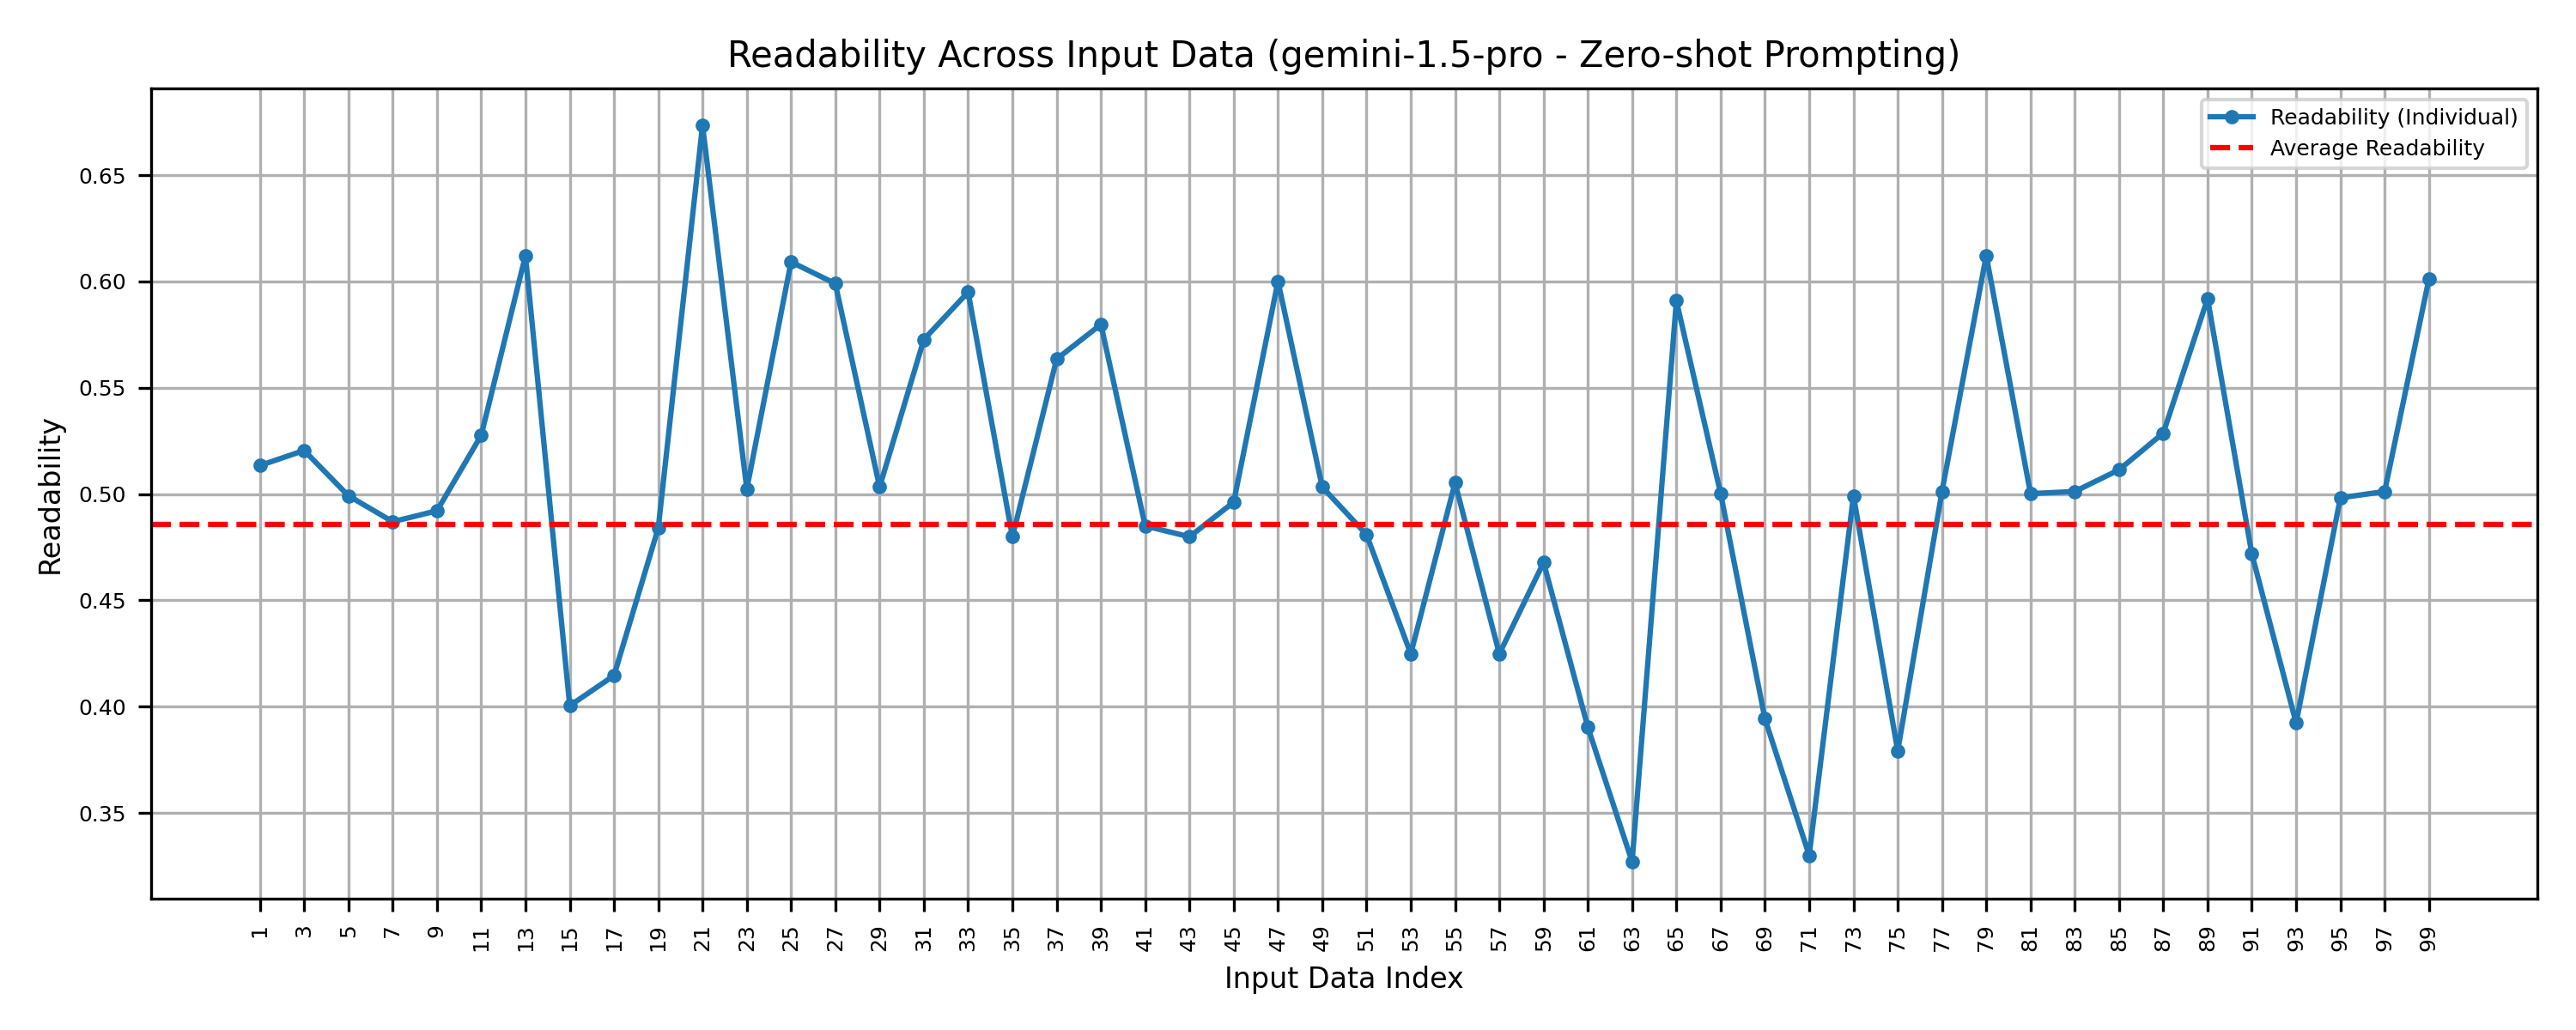 Readability Across Input Data (gemini-1.5-pro - Zero-shot Prompting)
Readability (Individual)
Average Readability
Readability
0.65
0.60
0.55
0.50
0.45
0.40
0.35
1 3 5 7 9 11 13 15 17 19 21 23 25 27 29 31 33 35 37 39 41 43 45 47 49 51 53 55 57 59 61 63 65 67 69 71 73 75 77 79 81 83 85 87 89 91 93 95 97 99
Input Data Index